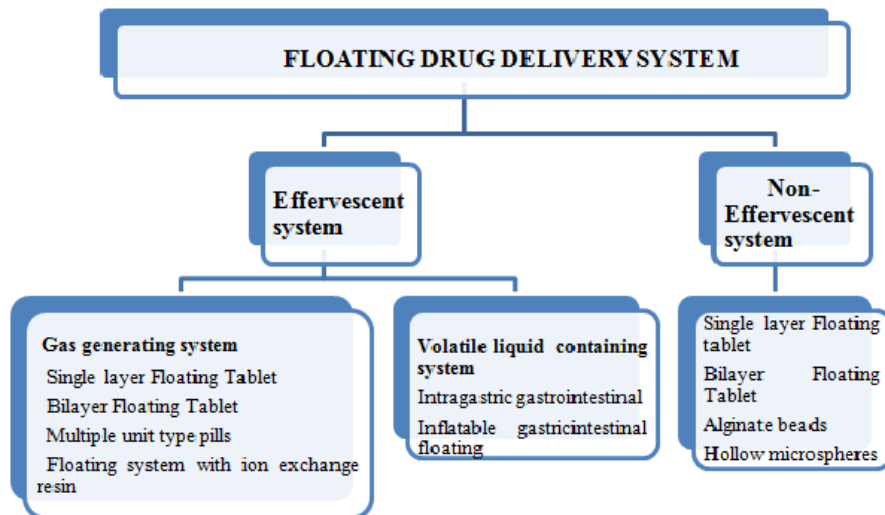 FLOATING DRUG DELIVERY SYSTEM
Effervescent
system
Non-
Effervescent
system
Gas generating system
Single layer Floating Tablet
Bilayer Floating Tablet
Multiple unit type pills
Floating system with ion exchange
resin
Volatile liquid containing
system
Intragastric gastrointestinal
Inflatable gastricintestinal
floating
Single layer Floating
tablet
Bilayer Floating
Tablet
Alginate beads
Hollow microspheres